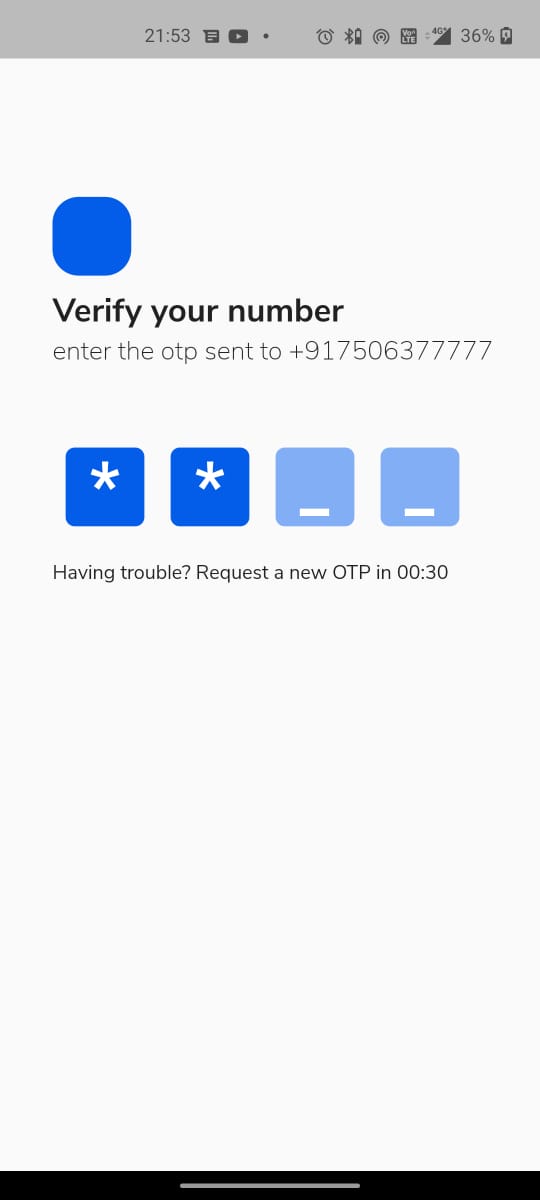 21:53 Vo LTE 4G+ 36%
Verify your number
enter the otp sent to +917506377777
* * _ _
Having trouble? Request a new OTP in 00:30